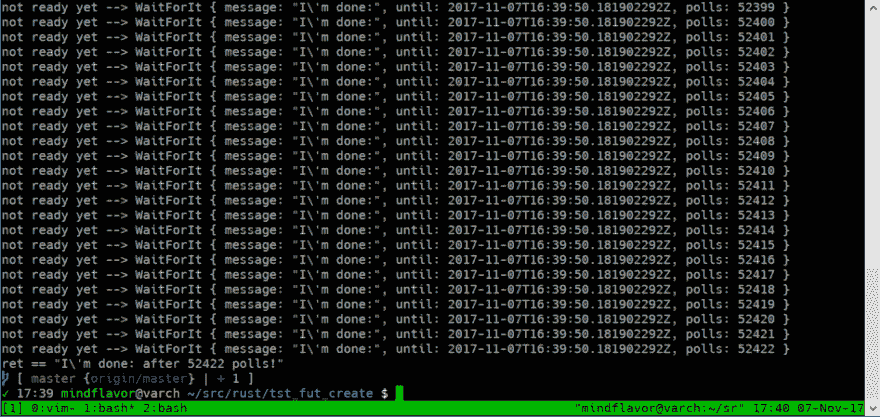 not ready yet --> WaitForIt { message: "I\'m done:", until: 2017-11-07T16:39:50.181902292Z, polls: 52399 }
not ready yet --> WaitForIt { message: "I\'m done:", until: 2017-11-07T16:39:50.181902292Z, polls: 52400 }
not ready yet --> WaitForIt { message: "I\'m done:", until: 2017-11-07T16:39:50.181902292Z, polls: 52401 }
not ready yet --> WaitForIt { message: "I\'m done:", until: 2017-11-07T16:39:50.181902292Z, polls: 52402 }
not ready yet --> WaitForIt { message: "I\'m done:", until: 2017-11-07T16:39:50.181902292Z, polls: 52403 }
not ready yet --> WaitForIt { message: "I\'m done:", until: 2017-11-07T16:39:50.181902292Z, polls: 52404 }
not ready yet --> WaitForIt { message: "I\'m done:", until: 2017-11-07T16:39:50.181902292Z, polls: 52405 }
not ready yet --> WaitForIt { message: "I\'m done:", until: 2017-11-07T16:39:50.181902292Z, polls: 52406 }
not ready yet --> WaitForIt { message: "I\'m done:", until: 2017-11-07T16:39:50.181902292Z, polls: 52407 }
not ready yet --> WaitForIt { message: "I\'m done:", until: 2017-11-07T16:39:50.181902292Z, polls: 52408 }
not ready yet --> WaitForIt { message: "I\'m done:", until: 2017-11-07T16:39:50.181902292Z, polls: 52409 }
not ready yet --> WaitForIt { message: "I\'m done:", until: 2017-11-07T16:39:50.181902292Z, polls: 52410 }
not ready yet --> WaitForIt { message: "I\'m done:", until: 2017-11-07T16:39:50.181902292Z, polls: 52411 }
not ready yet --> WaitForIt { message: "I\'m done:", until: 2017-11-07T16:39:50.181902292Z, polls: 52412 }
not ready yet --> WaitForIt { message: "I\'m done:", until: 2017-11-07T16:39:50.181902292Z, polls: 52413 }
not ready yet --> WaitForIt { message: "I\'m done:", until: 2017-11-07T16:39:50.181902292Z, polls: 52414 }
not ready yet --> WaitForIt { message: "I\'m done:", until: 2017-11-07T16:39:50.181902292Z, polls: 52415 }
not ready yet --> WaitForIt { message: "I\'m done:", until: 2017-11-07T16:39:50.181902292Z, polls: 52416 }
not ready yet --> WaitForIt { message: "I\'m done:", until: 2017-11-07T16:39:50.181902292Z, polls: 52417 }
not ready yet --> WaitForIt { message: "I\'m done:", until: 2017-11-07T16:39:50.181902292Z, polls: 52418 }
not ready yet --> WaitForIt { message: "I\'m done:", until: 2017-11-07T16:39:50.181902292Z, polls: 52419 }
not ready yet --> WaitForIt { message: "I\'m done:", until: 2017-11-07T16:39:50.181902292Z, polls: 52420 }
not ready yet --> WaitForIt { message: "I\'m done:", until: 2017-11-07T16:39:50.181902292Z, polls: 52421 }
not ready yet --> WaitForIt { message: "I\'m done:", until: 2017-11-07T16:39:50.181902292Z, polls: 52422 }
ret == "I\'m done: after 52422 polls!"
[ master {origin/master} | + 1 ]
✓ 17:39 mindflavor@varch ~/src/rust/tst_fut_create $
[1] 0:vim- 1:bash* 2:bash "mindflavor@varch:~/sr" 17:40 07-Nov-17